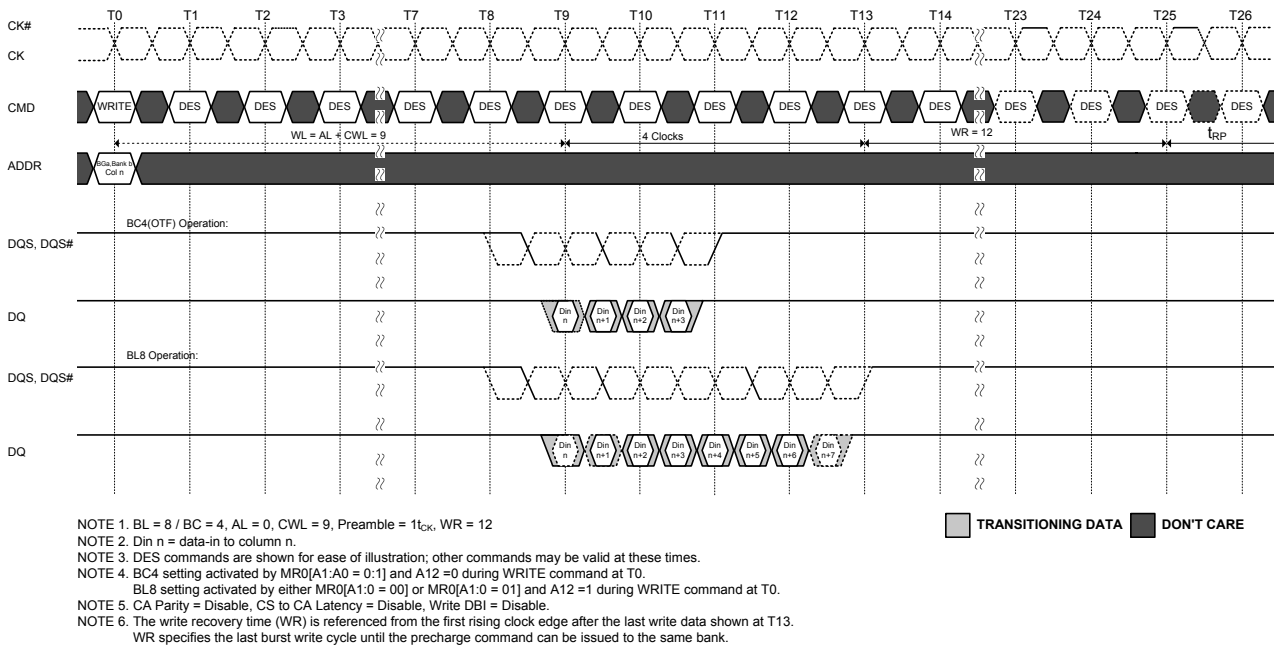 T0 T1 T2 T3 T7 T8 T9 T10 T11 T12 T13 T14 T23 T24 T25 T26
CK#
CK
CMD WRITE DES DES DES DES DES DES DES DES DES DES DES DES DES DES DES
WL = AL + CWL = 9 4 Clocks WR = 12 tRP
ADDR BGa,Bank b
Col n
BC4(OTF) Operation:
DQS, DQS#
DQ Din n Din n+1 Din n+2 Din n+3
BL8 Operation:
DQS, DQS#
DQ Din n Din n+1 Din n+2 Din n+3 Din n+4 Din n+5 Din n+6 Din n+7
NOTE 1. BL = 8 / BC = 4, AL = 0, CWL = 9, Preamble = 1tCK, WR = 12
TRANSITIONING DATA DON'T CARE
NOTE 2. Din n = data-in to column n.
NOTE 3. DES commands are shown for ease of illustration; other commands may be valid at these times.
NOTE 4. BC4 setting activated by MR0[A1:A0 = 0:1] and A12 =0 during WRITE command at T0.
BL8 setting activated by either MR0[A1:0 = 00] or MR0[A1:0 = 01] and A12 =1 during WRITE command at T0.
NOTE 5. CA Parity = Disable, CS to CA Latency = Disable, Write DBI = Disable.
NOTE 6. The write recovery time (WR) is referenced from the first rising clock edge after the last write data shown at T13.
WR specifies the last burst write cycle until the precharge command can be issued to the same bank.